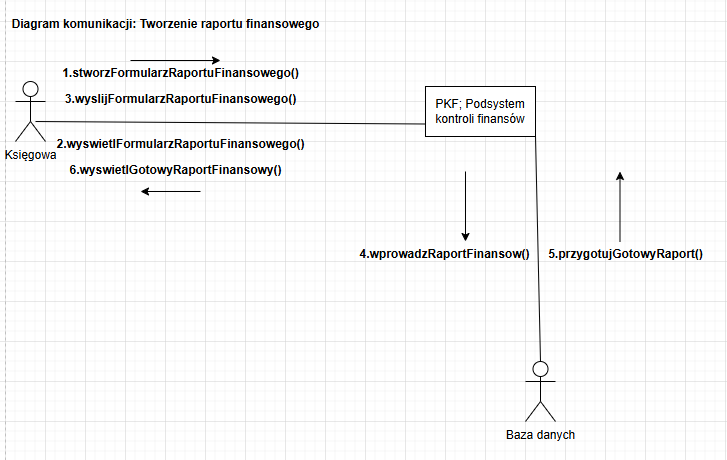 Diagram komunikacji: Tworzenie raportu finansowego
1.stworzFormularzRaportuFinansowego()
3.wyslijFormularzRaportuFinansowego()
PKF; Podsystem
kontroli finansów
Księgowa
2.wyswietlFormularzRaportuFinansowego()
6.wyswietlGotowyRaportFinansowy()
4.wprowadzRaportFinansow()
5.przygotujGotowyRaport()
Baza danych